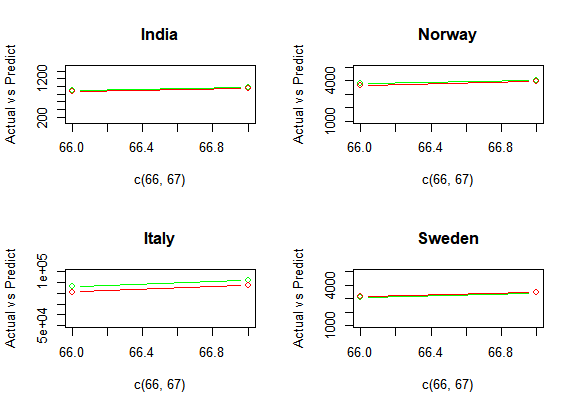 India
Actual vs Predict
200
1200
66.0 66.4 66.8
c(66, 67)
Norway
Actual vs Predict
1000
4000
66.0 66.4 66.8
c(66, 67)
Italy
Actual vs Predict
5e+04
1e+05
66.0 66.4 66.8
c(66, 67)
Sweden
Actual vs Predict
1000
4000
66.0 66.4 66.8
c(66, 67)